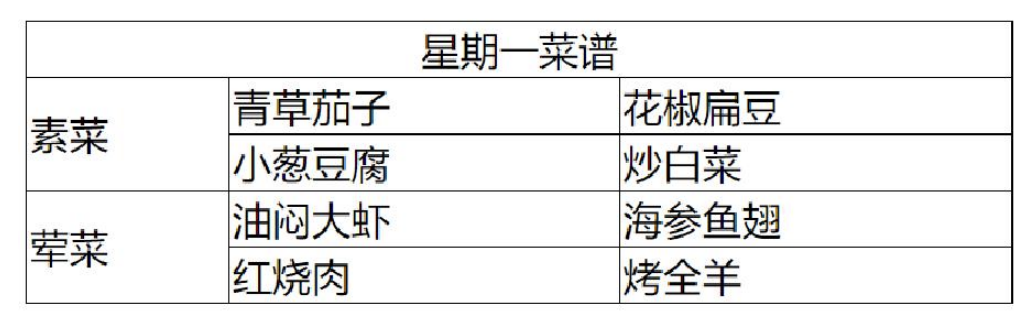 星期一菜谱
素菜
青草茄子
花椒扁豆
小葱豆腐
炒白菜
荤菜
油闷大虾
海参鱼翅
红烧肉
烤全羊